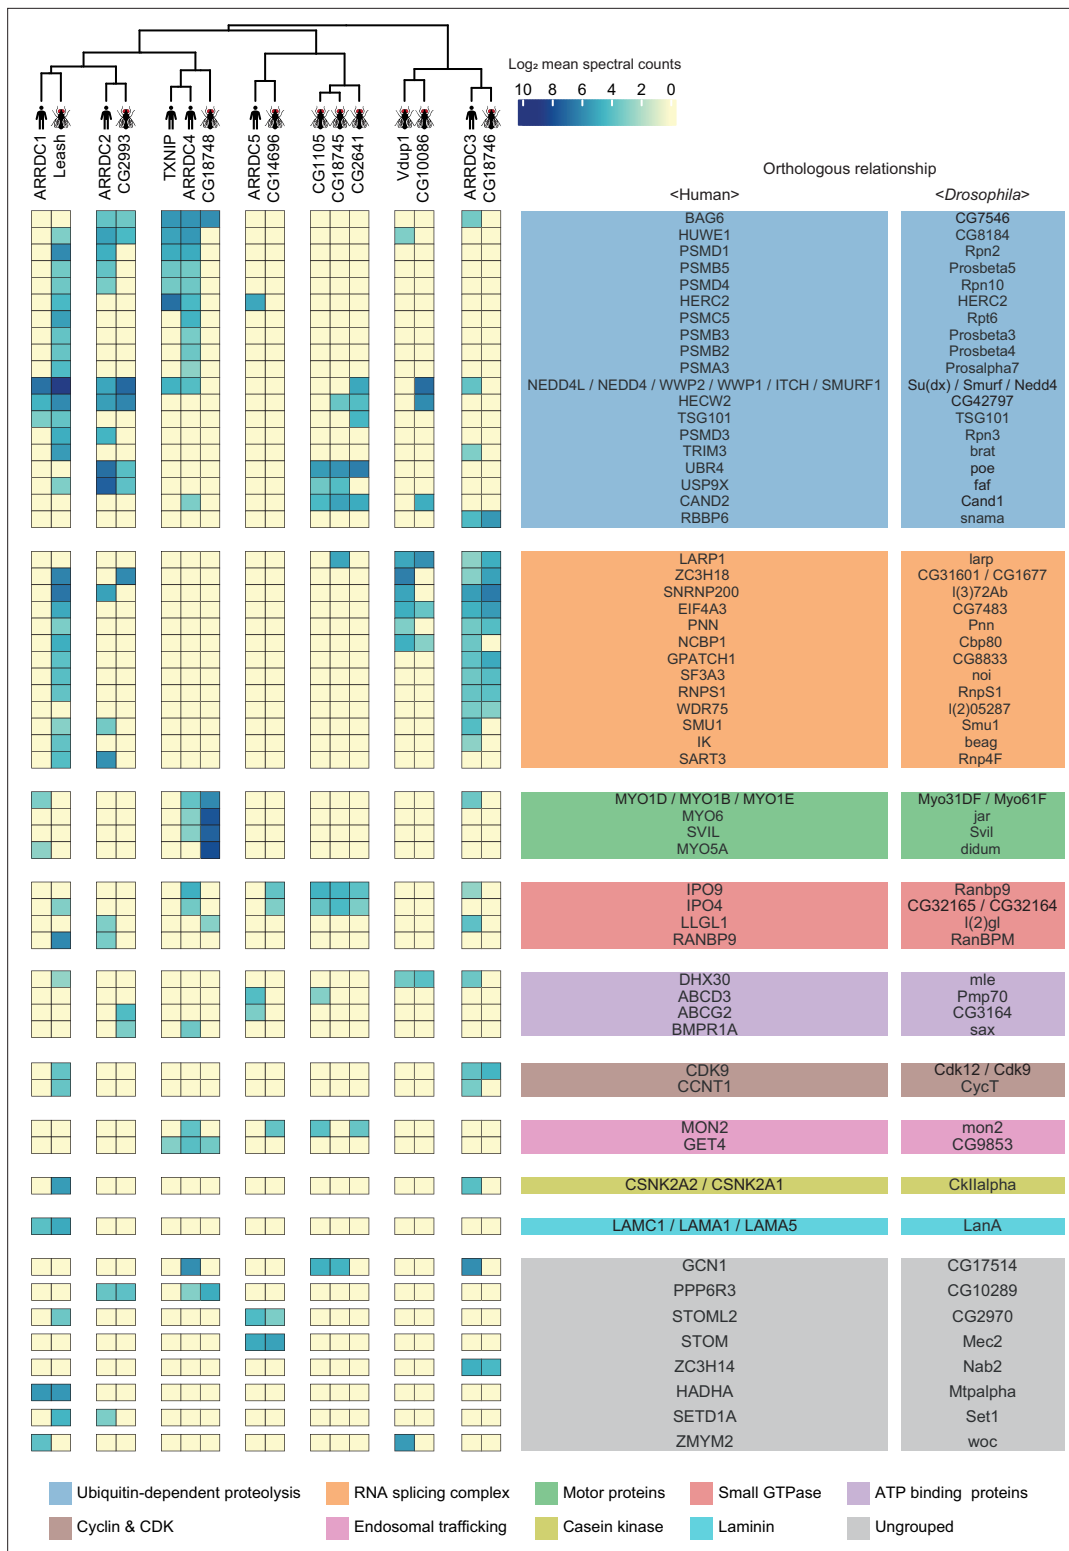 Log₂ mean spectral counts
10 8 6 4 2 0
ARRDC1
Leash
ARRDC2
CG2993
TXNIP
ARRDC4
CG18748
ARRDC5
CG14696
CG1105
CG18745
CG2641
Vdup1
CG10086
ARRDC3
CG18746
Orthologous relationship
<Human> <Drosophila>
BAG6 CG7546
HUWE1 CG8184
PSMD1 Rpn2
PSMB5 Prosbeta5
PSMD4 Rpn10
HERC2 HERC2
PSMC5 Rpt6
PSMB3 Prosbeta3
PSMB2 Prosbeta4
PSMA3 Prosalpha7
NEDD4L / NEDD4 / WWP2 / WWP1 / ITCH / SMURF1 Su(dx) / Smurf / Nedd4
HECW2 CG42797
TSG101 TSG101
PSMD3 Rpn3
TRIM3 brat
UBR4 poe
USP9X faf
CAND2 Cand1
RBBP6 snama
LARP1 larp
ZC3H18 CG31601 / CG1677
SNRNP200 l(3)72Ab
EIF4A3 CG7483
PNN Pnn
NCBP1 Cbp80
GPATCH1 CG8833
SF3A3 noi
RNPS1 RnpS1
WDR75 l(2)05287
SMU1 Smu1
IK beag
SART3 Rnp4F
MYO1D / MYO1B / MYO1E Myo31DF / Myo61F
MYO6 jar
SVIL Svil
MYO5A didum
IPO9 Ranbp9
IPO4 CG32165 / CG32164
LLGL1 l(2)gl
RANBP9 RanBPM
DHX30 mle
ABCD3 Pmp70
ABCG2 CG3164
BMPR1A sax
CDK9 Cdk12 / Cdk9
CCNT1 CycT
MON2 mon2
GET4 CG9853
CSNK2A2 / CSNK2A1 CkIIalpha
LAMC1 / LAMA1 / LAMA5 LanA
GCN1 CG17514
PPP6R3 CG10289
STOML2 CG2970
STOM Mec2
ZC3H14 Nab2
HADHA Mtpalpha
SETD1A Set1
ZMYM2 woc
Ubiquitin-dependent proteolysis RNA splicing complex Motor proteins Small GTPase ATP binding proteins
Cyclin & CDK Endosomal trafficking Casein kinase Laminin Ungrouped